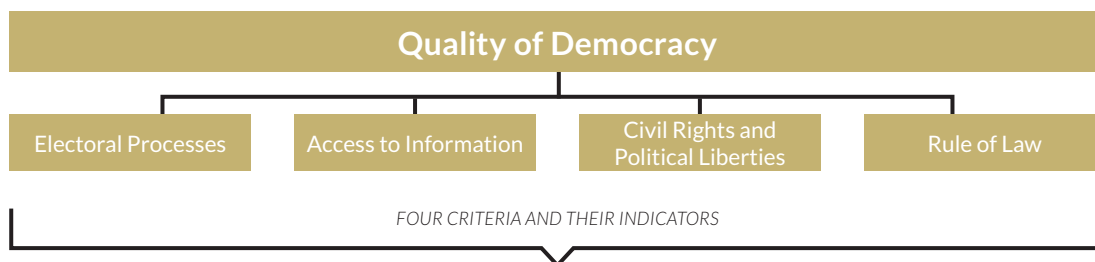 Quality of Democracy
Electoral Processes
Access to Information
Civil Rights and
Political Liberties
Rule of Law
FOUR CRITERIA AND THEIR INDICATORS